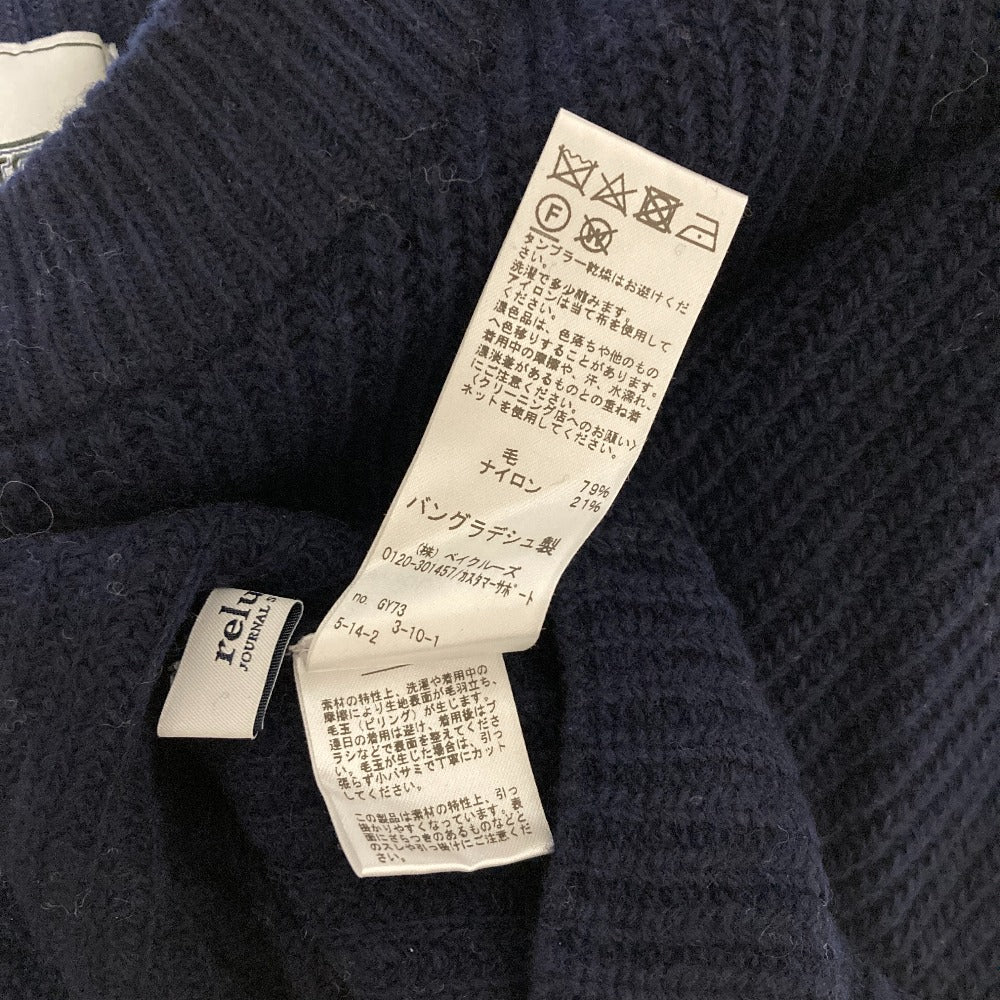 F
W
タンブラー乾燥はお避けくだ
さい。
洗濯で多少縮みます
アイロンは当て布を使用して
ください。
濃色品は、色落ちや他のもの
へ色移りすることがあります。
着用中の摩擦や、汗、水濡れ、
濃淡差があるものとの重ね着
にご注意ください。
〈クリーニング店へのお願い〉
ネットを使用してください。
毛 79%
ナイロン 21%
バングラデシュ製
(株) ベイクルーズ
0120-301457/カスタマーサポート
no GY73
5-14-2 3-10-1
relu
JOURNAL S
素材の特性上、洗濯や着用中の
摩擦により生地表面が毛羽立ち、
毛玉(ピリング)が生じます。
連日の着用は避け、着用後はブ
ラシなどで表面を整えてくださ
い。毛玉が生じた場合は、引っ
張らず小バサミで丁寧にカット
してください。
この製品は素材の特性上、引っ
掛かりやすくなっています。表
面にざらつきのあるものなどと
のスレや引っ掛けにご注意くだ
さい。